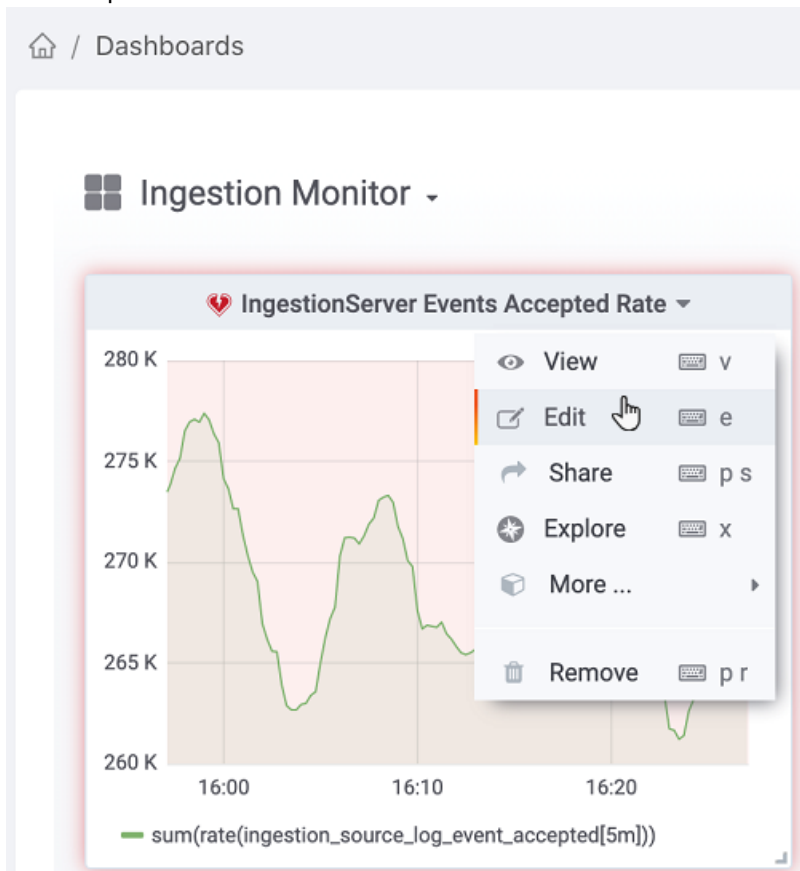 / Dashboards
Ingestion Monitor
IngestionServer Events Accepted Rate
280 K
275 K
270 K
265 K
260 K
View v
Edit e
Share p s
Explore x
More ...
Remove p r
16:00 16:10 16:20
sum(rate(ingestion_source_log_event_accepted[5m]))